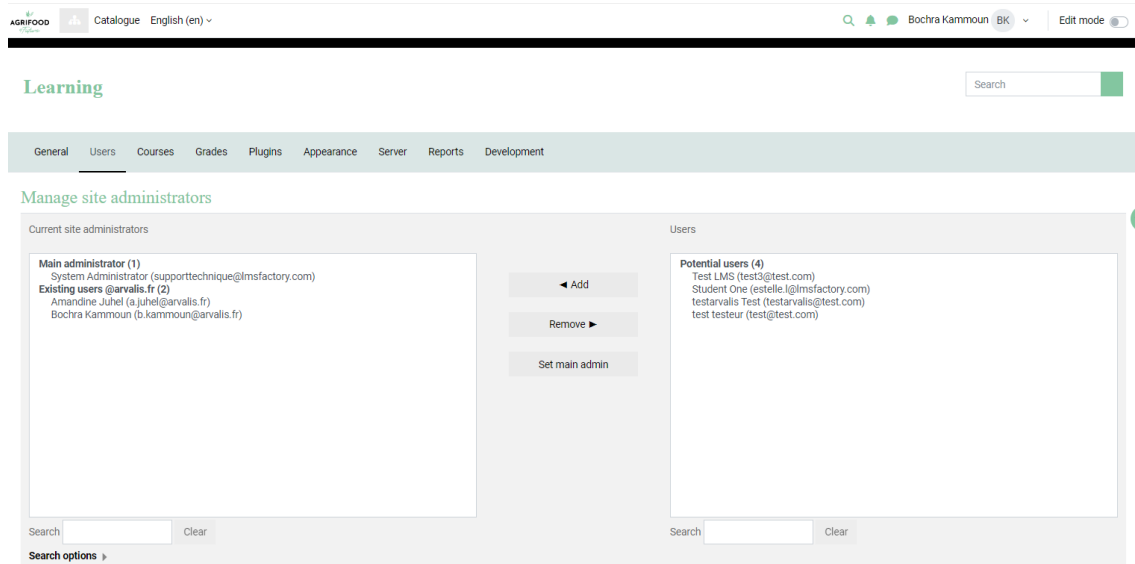 AGRIFOOD
Catalogue English (en)
Bochra Kammoun BK Edit mode
Learning
Search
General Users Courses Grades Plugins Appearance Server Reports Development
Manage site administrators
Current site administrators
Users
Main administrator (1)
System Administrator (supporttechnique@lmsfactory.com)
Existing users @arvalis.fr (2)
Amandine Juhel (a.juhel@arvalis.fr)
Bochra Kammoun (b.kammoun@arvalis.fr)
◄ Add
Remove ►
Set main admin
Potential users (4)
Test LMS (test3@test.com)
Student One (estelle.l@lmsfactory.com)
testarvalis Test (testarvalis@test.com)
test testeur (test@test.com)
Search Clear
Search Clear
Search options